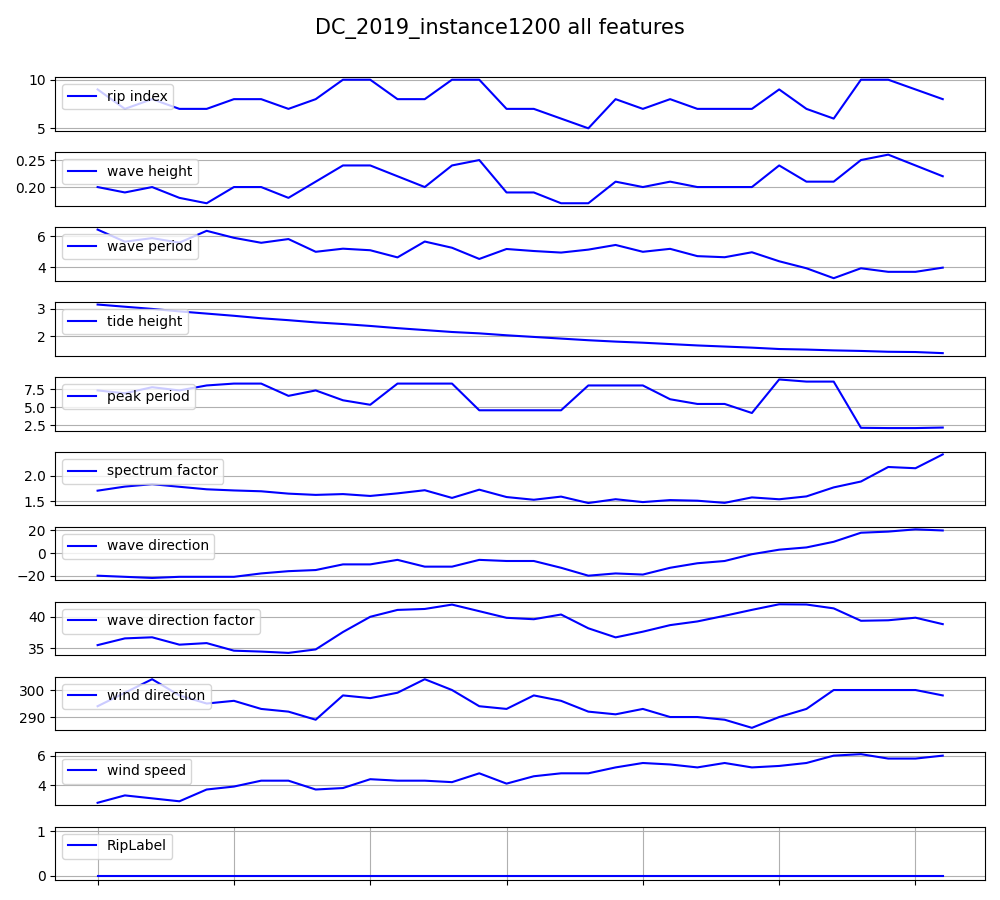 DC_2019_instance1200 all features
10
5
rip index
0.25
0.20
wave height
6
4
wave period
3
2
tide height
7.5
5.0
2.5
peak period
2.0
1.5
spectrum factor
20
0
−20
wave direction
40
35
wave direction factor
300
290
wind direction
6
4
wind speed
1
0
RipLabel